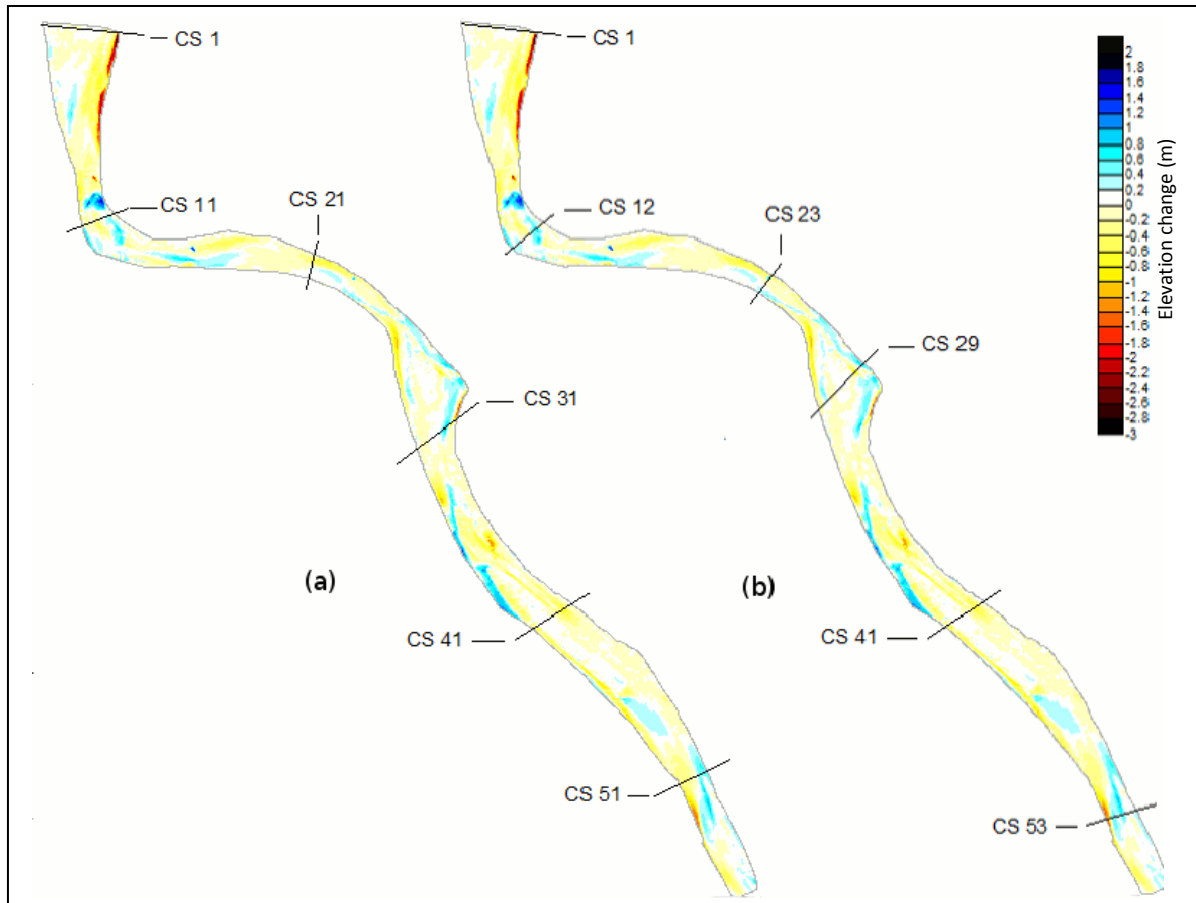 CS 1
CS 11
CS 21
CS 31
(a)
CS 41
CS 51
CS 1
CS 12
CS 23
CS 29
(b)
CS 41
CS 53
2
1.8
1.6
1.4
1.2
1
0.8
0.6
0.4
0.2
0
-0.2
-0.4
-0.6
-0.8
-1
-1.2
-1.4
-1.6
-1.8
-2
-2.2
-2.4
-2.6
-2.8
-3
Elevation change (m)